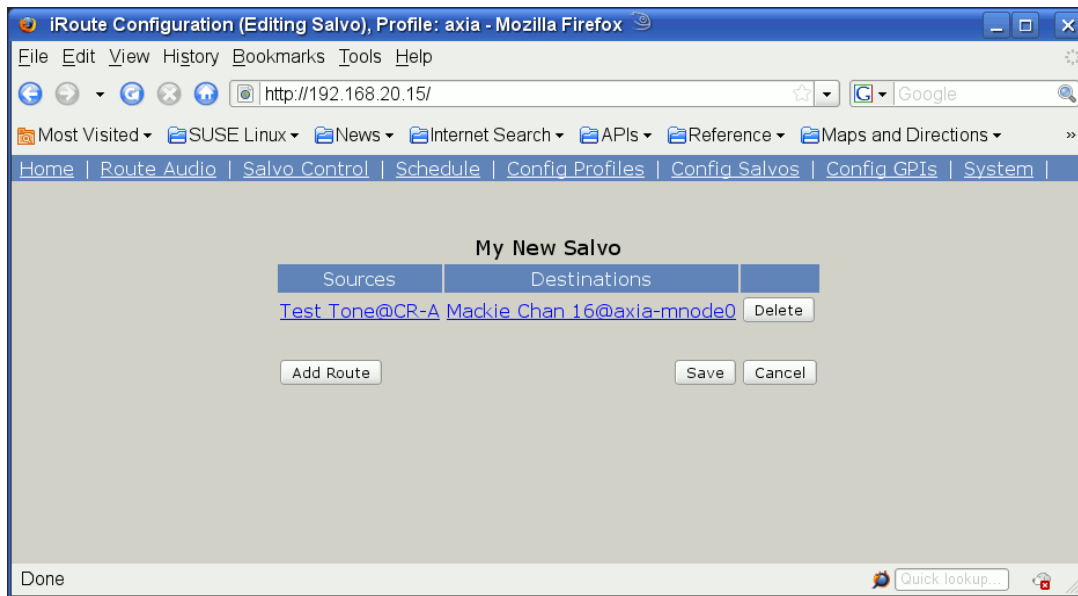 iRoute Configuration (Editing Salvo), Profile: axia - Mozilla Firefox
File Edit View History Bookmarks Tools Help
http://192.168.20.15/ G Google
Most Visited SUSE Linux News Internet Search APIs Reference Maps and Directions »
Home | Route Audio | Salvo Control | Schedule | Config Profiles | Config Salvos | Config GPIs | System |
My New Salvo
Sources Destinations
Test Tone@CR-A Mackie Chan 16@axia-mnode0 Delete
Add Route Save Cancel
Done Quick lookup...